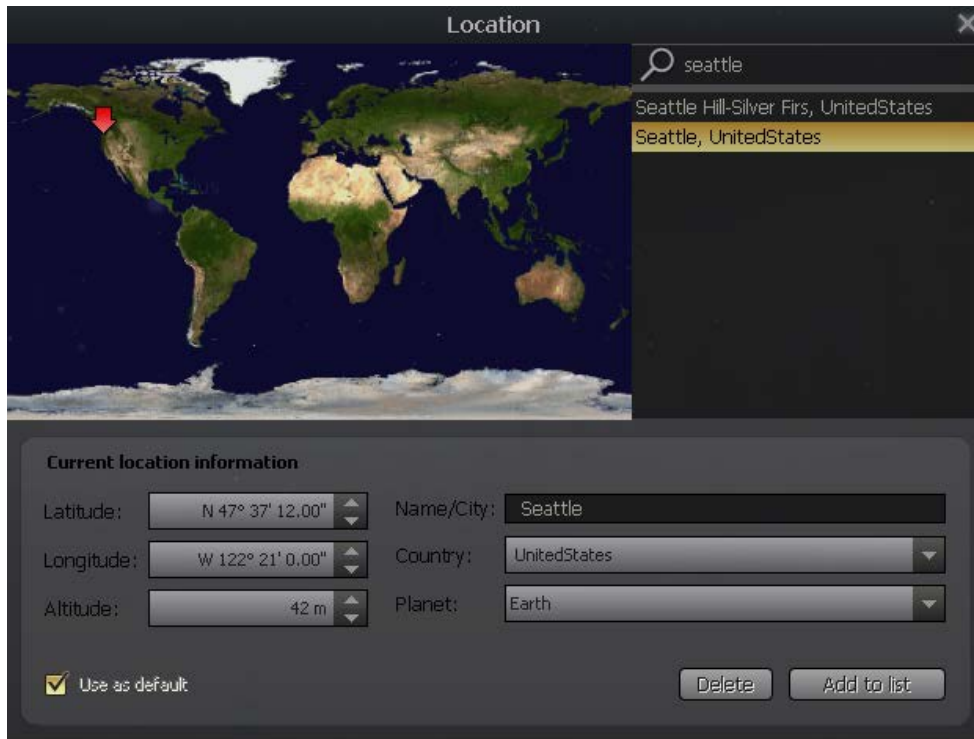 Location
seattle
Seattle Hill-Silver Firs, UnitedStates
Seattle, UnitedStates
Current location information
Latitude: N 47° 37' 12.00"
Name/City: Seattle
Longitude: W 122° 21' 0.00"
Country: UnitedStates
Altitude: 42 m
Planet: Earth
Use as default
Delete
Add to list